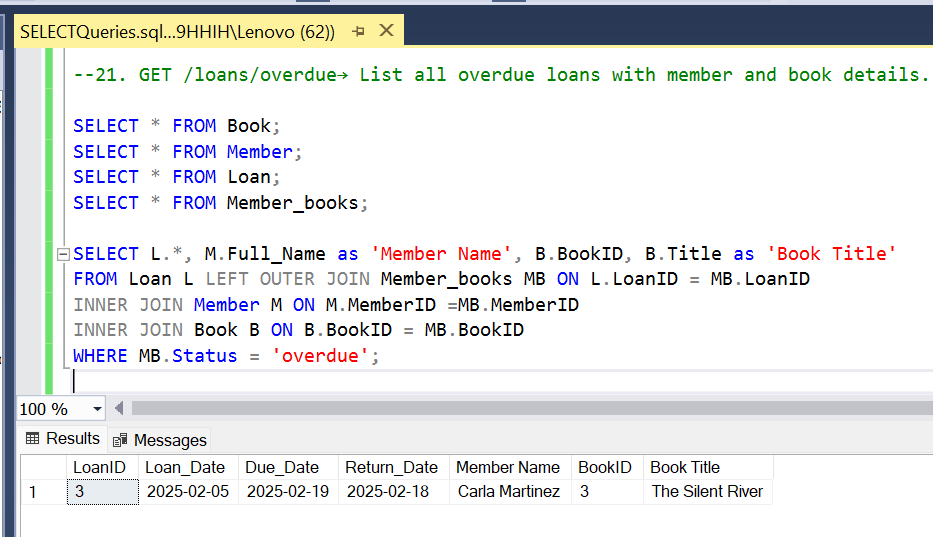 SELECTQueries.sql...9HHIH\Lenovo (62))
--21. GET /loans/overdue→ List all overdue loans with member and book details.
SELECT * FROM Book;
SELECT * FROM Member;
SELECT * FROM Loan;
SELECT * FROM Member_books;
SELECT L.*, M.Full_Name as 'Member Name', B.BookID, B.Title as 'Book Title'
FROM Loan L LEFT OUTER JOIN Member_books MB ON L.LoanID = MB.LoanID
INNER JOIN Member M ON M.MemberID =MB.MemberID
INNER JOIN Book B ON B.BookID = MB.BookID
WHERE MB.Status = 'overdue';
100 %
Results Messages
LoanID Loan_Date Due_Date Return_Date Member Name BookID Book Title
1 3 2025-02-05 2025-02-19 2025-02-18 Carla Martinez 3 The Silent River